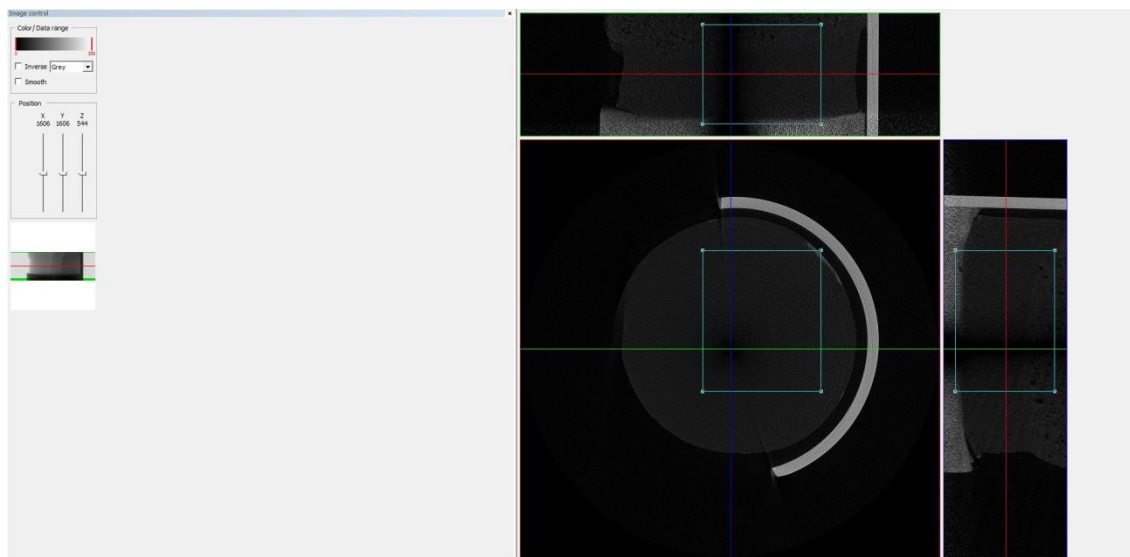 Image control
Color/Data range
0
255
Inverse Grey
Smooth
Position
X Y Z
1606 1606 544